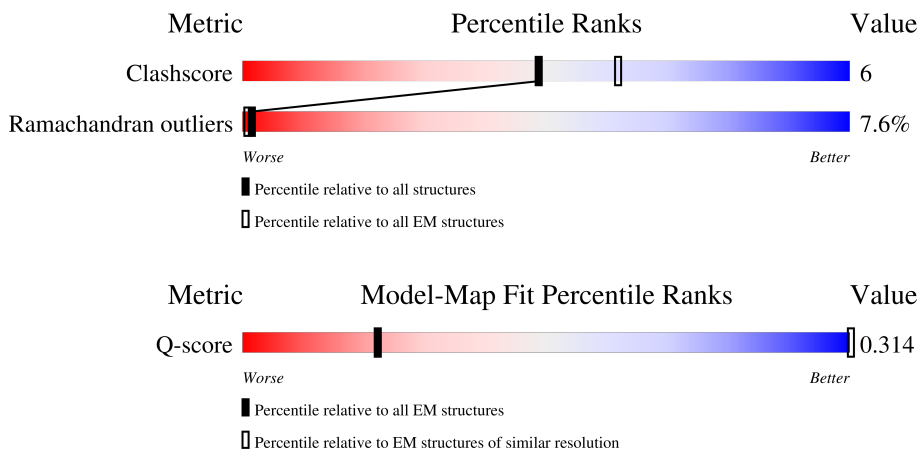 Metric Percentile Ranks Value
Clashscore 6
Ramachandran outliers 7.6%
Worse Better
Percentile relative to all structures
Percentile relative to all EM structures
Metric Model-Map Fit Percentile Ranks Value
Q-score 0.314
Worse Better
Percentile relative to all EM structures
Percentile relative to EM structures of similar resolution